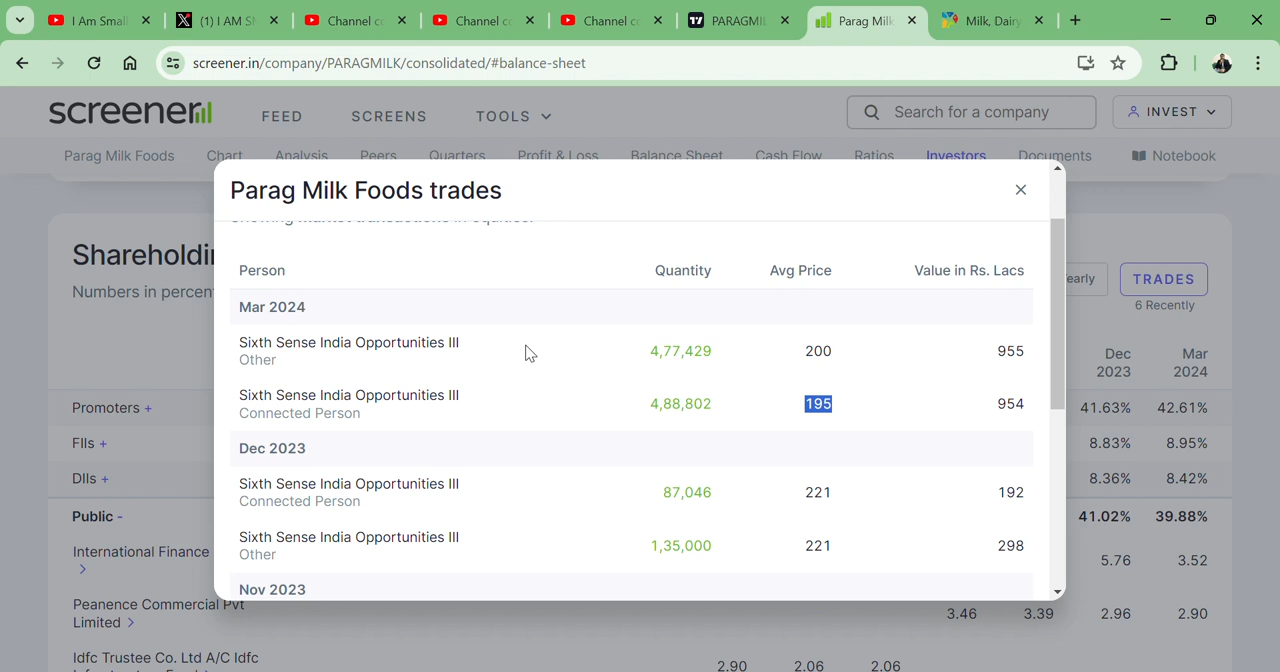 I Am Small
(1) I AM S
Channel c
Channel c
Channel c
PARAGMIL
Parag Milk
Milk, Dairy
screener.in/company/PARAGMILK/consolidated/#balance-sheet
screener
FEED SCREENS TOOLS
Search for a company
INVEST
Parag Milk Foods Chart Analysis Peers Quarters Profit & Loss Balance Sheet Cash Flow Ratios Investors Documents Notebook
Parag Milk Foods trades
Showing market transactions in equities.
Person Quantity Avg Price Value in Rs. Lacs
Mar 2024
Sixth Sense India Opportunities III
Other
4,77,429 200 955
Sixth Sense India Opportunities III
Connected Person
4,88,802 195 954
Dec 2023
Sixth Sense India Opportunities III
Connected Person
87,046 221 192
Sixth Sense India Opportunities III
Other
1,35,000 221 298
Nov 2023
Shareholdi
Numbers in percent
early TRADES
6 Recently
Dec 2023 Mar 2024
Promoters + 41.63% 42.61%
FIIs + 8.83% 8.95%
DIIs + 8.36% 8.42%
Public - 41.02% 39.88%
International Finance 5.76 3.52
Peanence Commercial Pvt
Limited 3.46 3.39 2.96 2.90
Idfc Trustee Co. Ltd A/C Idfc
2.90 2.06 2.06